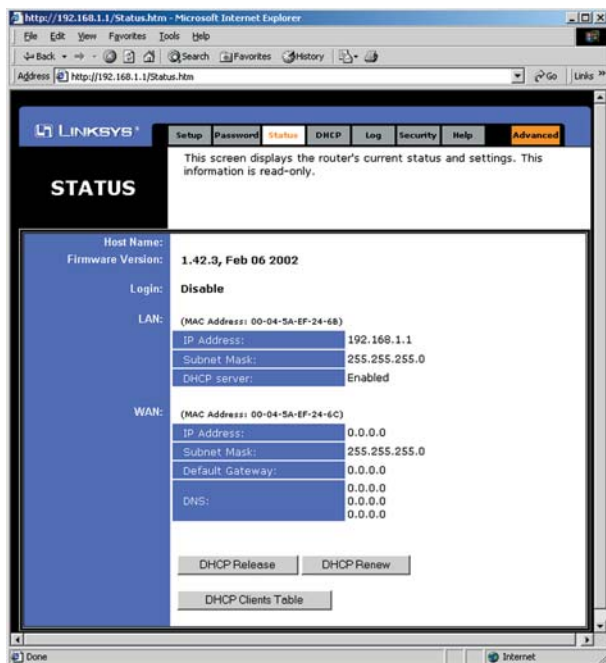 http://192.168.1.1/Status.htm - Microsoft Internet Explorer
File Edit View Favorites Tools Help
Back Search Favorites History
Address http://192.168.1.1/Status.htm Go Links »
LINKSYS®
Setup Password Status DHCP Log Security Help Advanced
STATUS
This screen displays the router's current status and settings. This
information is read-only.
Host Name:
Firmware Version: 1.42.3, Feb 06 2002
Login: Disable
LAN: (MAC Address: 00-04-5A-EF-24-6B)
IP Address: 192.168.1.1
Subnet Mask: 255.255.255.0
DHCP server: Enabled
WAN: (MAC Address: 00-04-5A-EF-24-6C)
IP Address: 0.0.0.0
Subnet Mask: 255.255.255.0
Default Gateway: 0.0.0.0
DNS: 0.0.0.0
0.0.0.0
0.0.0.0
DHCP Release DHCP Renew
DHCP Clients Table
Done Internet